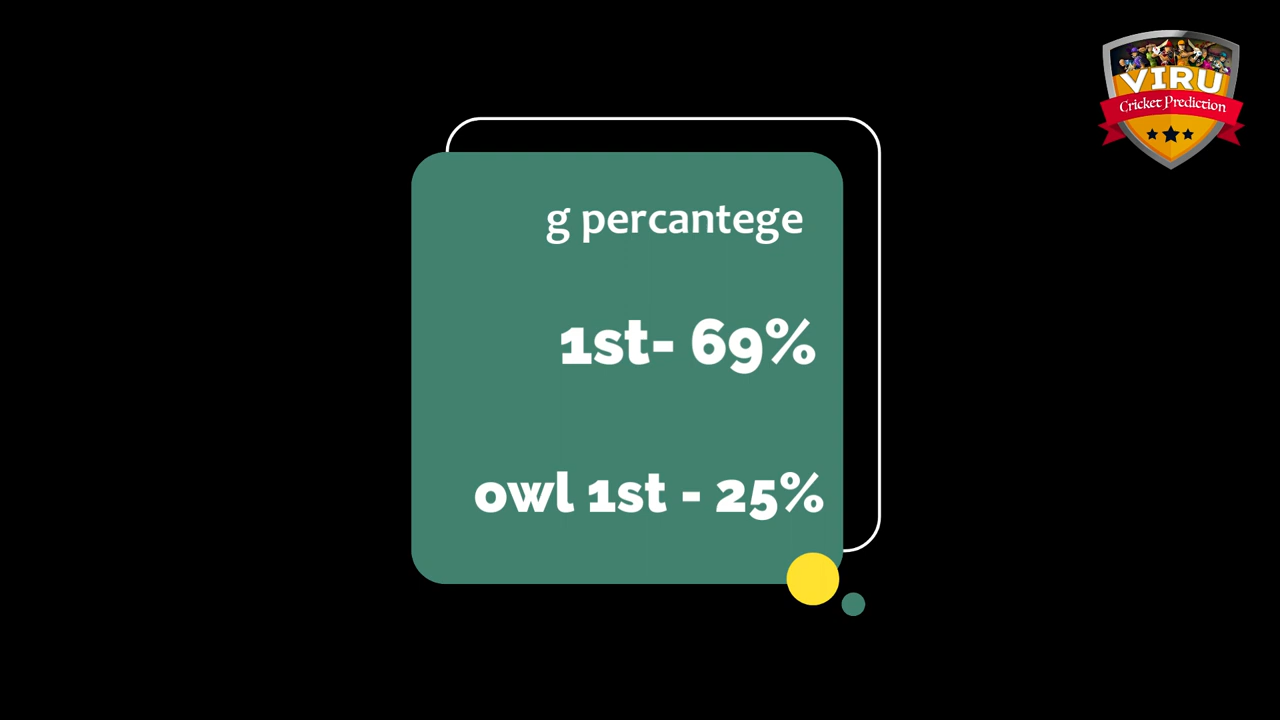 VIRU
Cricket Prediction
g percantege
1st- 69%
owl 1st - 25%